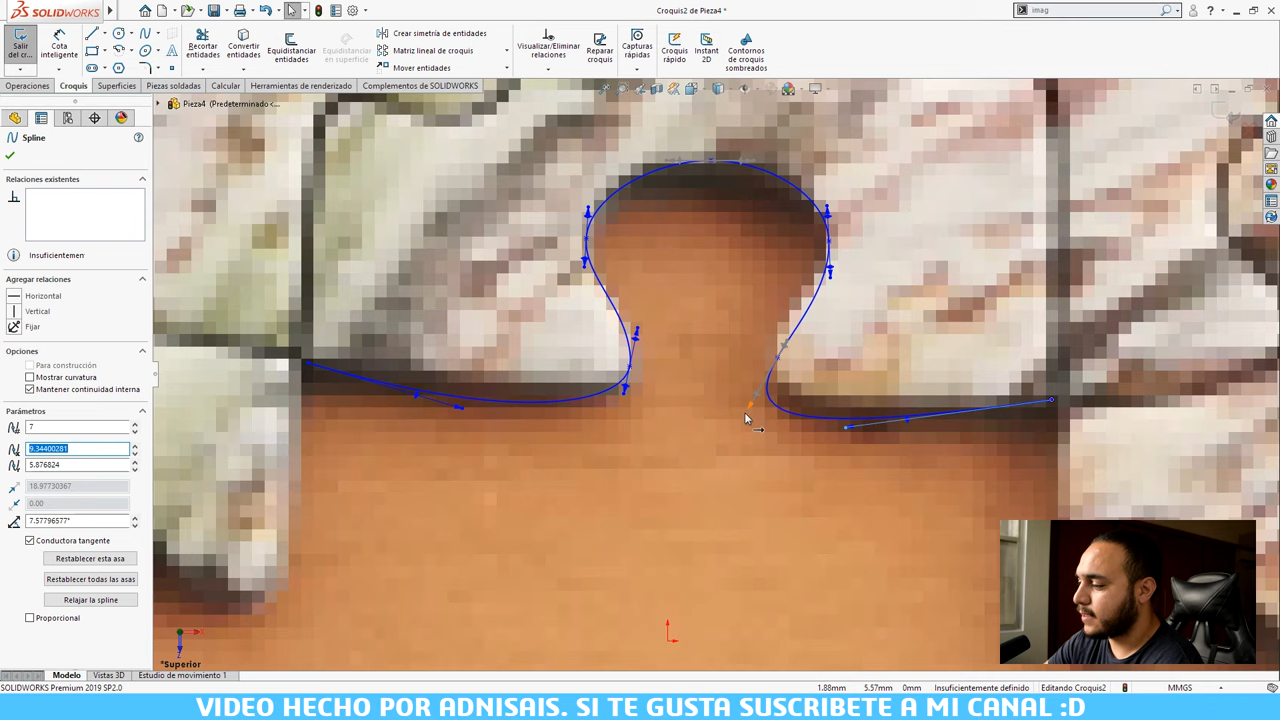 SOLIDWORKS
Croquis2 de Pieza4 *
imag
Salir del cr...
Cota inteligente
Recortar entidades
Convertir entidades
Equidistanciar entidades
Equidistanciar en superficie
Crear simetría de entidades
Matriz lineal de croquis
Mover entidades
Visualizar/Eliminar relaciones
Reparar croquis
Capturas rápidas
Croquis rápido
Instant 2D
Contornos de croquis sombreados
Operaciones
Croquis
Superficies
Piezas soldadas
Calcular
Herramientas de renderizado
Complementos de SOLIDWORKS
Pieza4 (Predeterminado <...
Spline
Relaciones existentes
Insuficientemen
Agregar relaciones
Horizontal
Vertical
Fijar
Opciones
Para construcción
Mostrar curvatura
Mantener continuidad interna
Parámetros
7
9.34400281
5.876824
18.97730367
0.00
7.57796577°
Conductora tangente
Restablecer esta asa
Restablecer todas las asas
Relajar la spline
Proporcional
*Superior
Modelo
Vistas 3D
Estudio de movimiento 1
SOLIDWORKS Premium 2019 SP2.0
1.88mm
5.57mm
0mm
Insuficientemente definido
Editando Croquis2
MMGS
VIDEO HECHO POR ADNISAIS. SI TE GUSTA SUSCRIBETE A MI CANAL :D